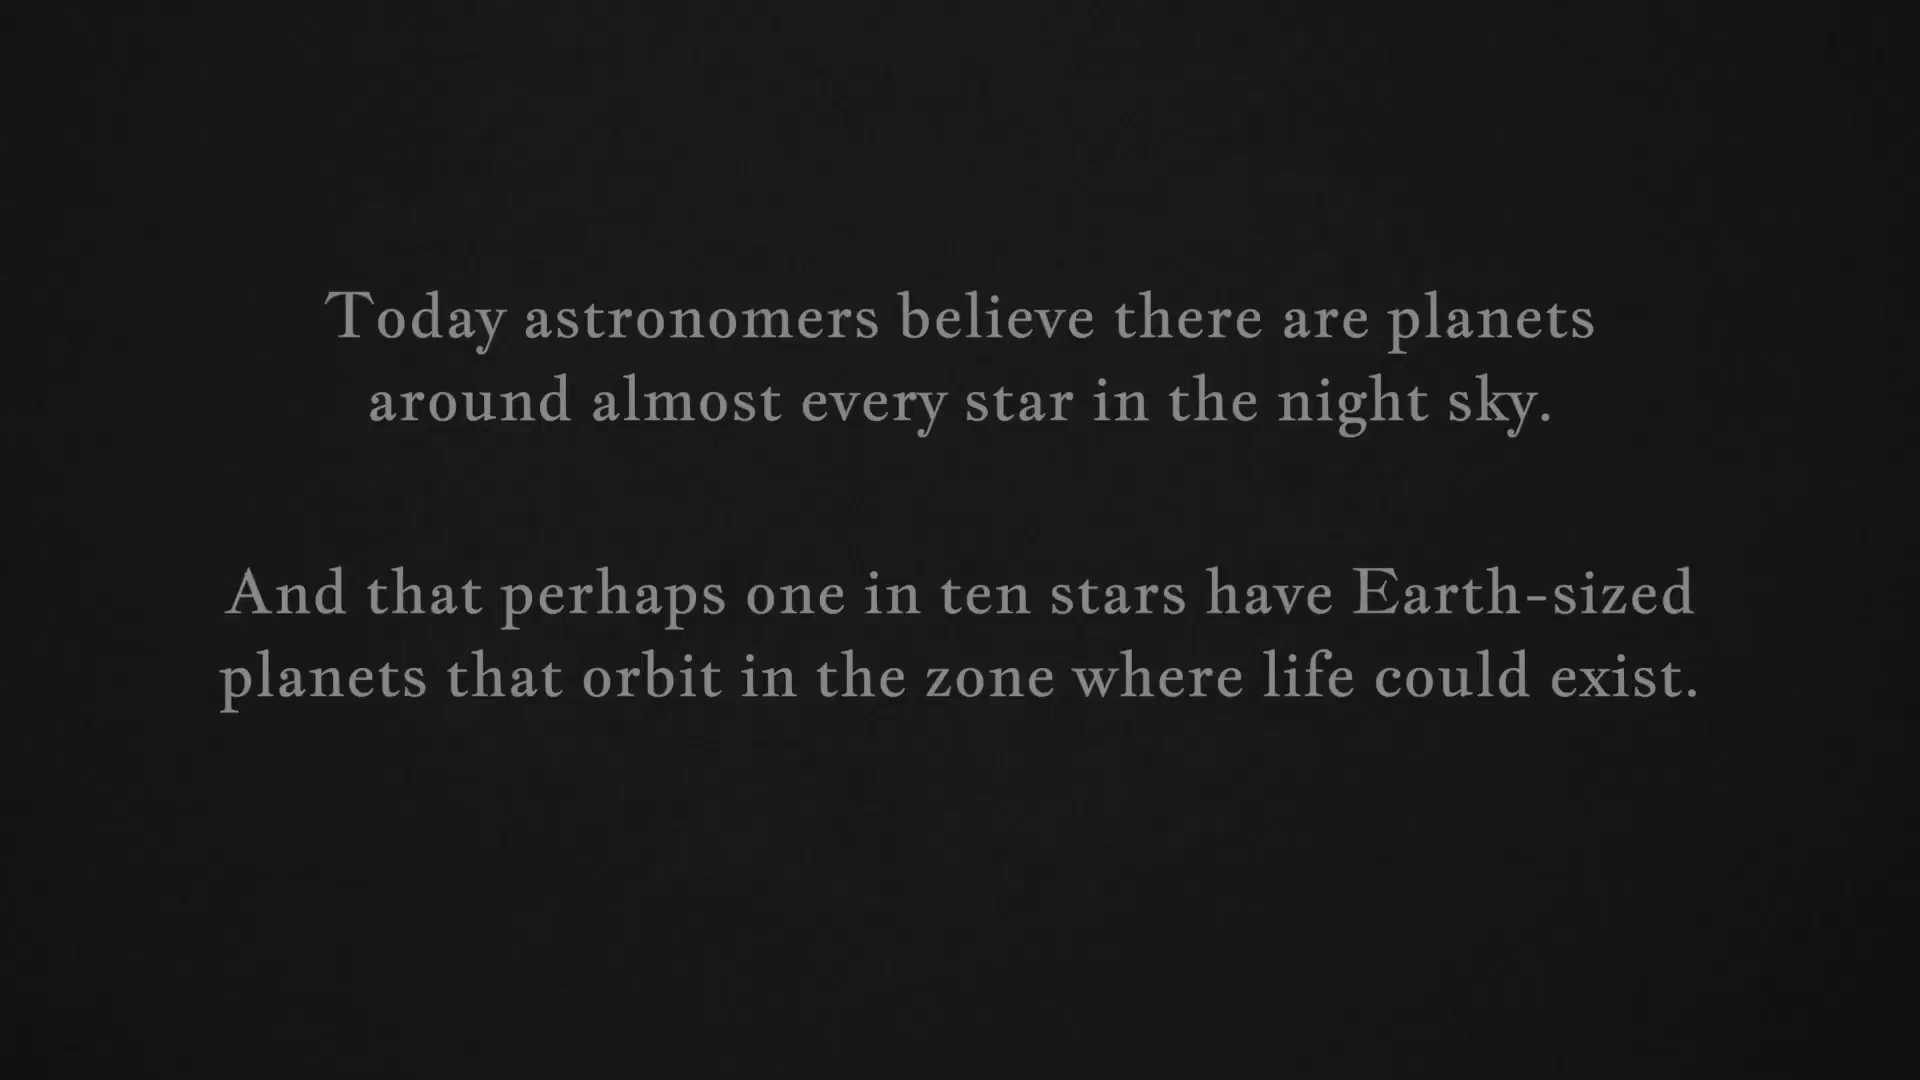 Today astronomers believe there are planets
around almost every star in the night sky.
And that perhaps one in ten stars have Earth-sized
planets that orbit in the zone where life could exist.